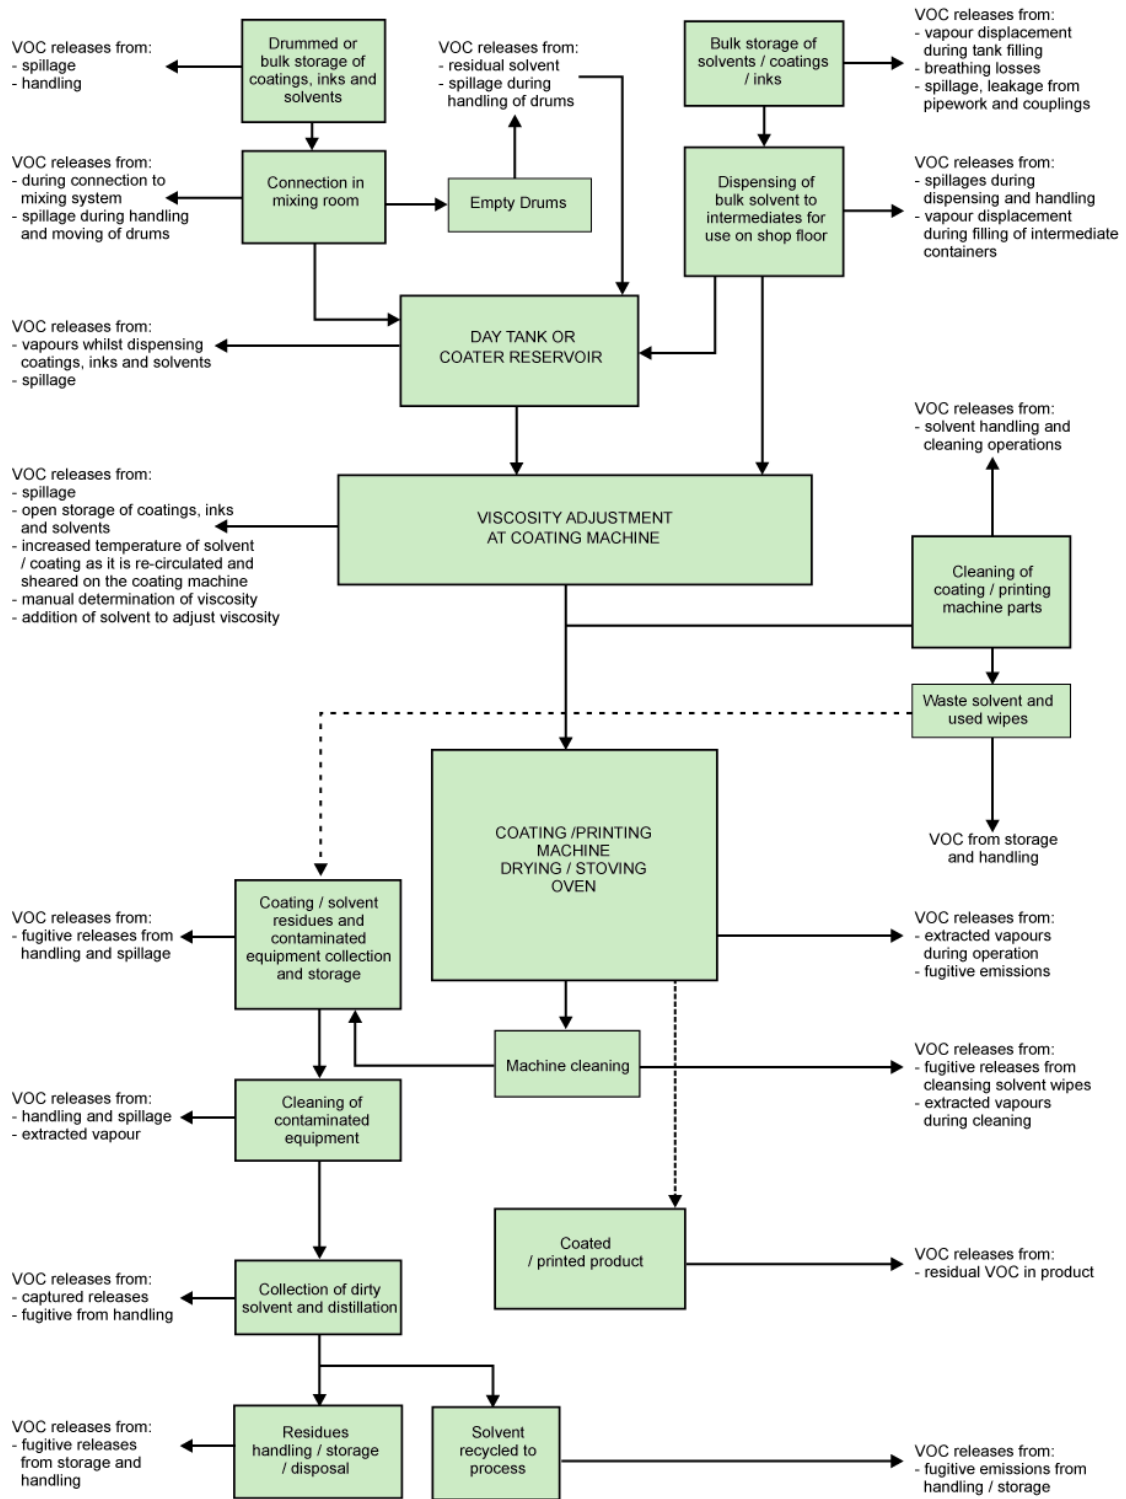 VOC releases from:
- spillage
- handling
Drummed or
bulk storage of
coatings, inks and
solvents
VOC releases from:
- residual solvent
- spillage during
handling of drums
Bulk storage of
solvents / coatings
/ inks
VOC releases from:
- vapour displacement
during tank filling
- breathing losses
- spillage, leakage from
pipework and couplings
VOC releases from:
- during connection to
mixing system
- spillage during handling
and moving of drums
Connection in
mixing room
Empty Drums
Dispensing of
bulk solvent to
intermediates for
use on shop floor
VOC releases from:
- spillages during
dispensing and handling
- vapour displacement
during filling of intermediate
containers
VOC releases from:
- vapours whilst dispensing
coatings, inks and solvents
- spillage
DAY TANK OR
COATER RESERVOIR
VOC releases from:
- solvent handling and
cleaning operations
VOC releases from:
- spillage
- open storage of coatings, inks
and solvents
- increased temperature of solvent
/ coating as it is re-circulated and
sheared on the coating machine
- manual determination of viscosity
- addition of solvent to adjust viscosity
VISCOSITY ADJUSTMENT
AT COATING MACHINE
Cleaning of
coating / printing
machine parts
Waste solvent and
used wipes
VOC from storage
and handling
COATING /PRINTING
MACHINE
DRYING / STOVING
OVEN
VOC releases from:
- fugitive releases from
handling and spillage
Coating / solvent
residues and
contaminated
equipment collection
and storage
VOC releases from:
- extracted vapours
during operation
- fugitive emissions
Machine cleaning
VOC releases from:
- fugitive releases from
cleansing solvent wipes
- extracted vapours
during cleaning
VOC releases from:
- handling and spillage
- extracted vapour
Cleaning of
contaminated
equipment
Coated
/ printed product
VOC releases from:
- residual VOC in product
VOC releases from:
- captured releases
- fugitive from handling
Collection of dirty
solvent and distillation
VOC releases from:
- fugitive releases
from storage and
handling
Residues
handling / storage
/ disposal
Solvent
recycled to
process
VOC releases from:
- fugitive emissions from
handling / storage